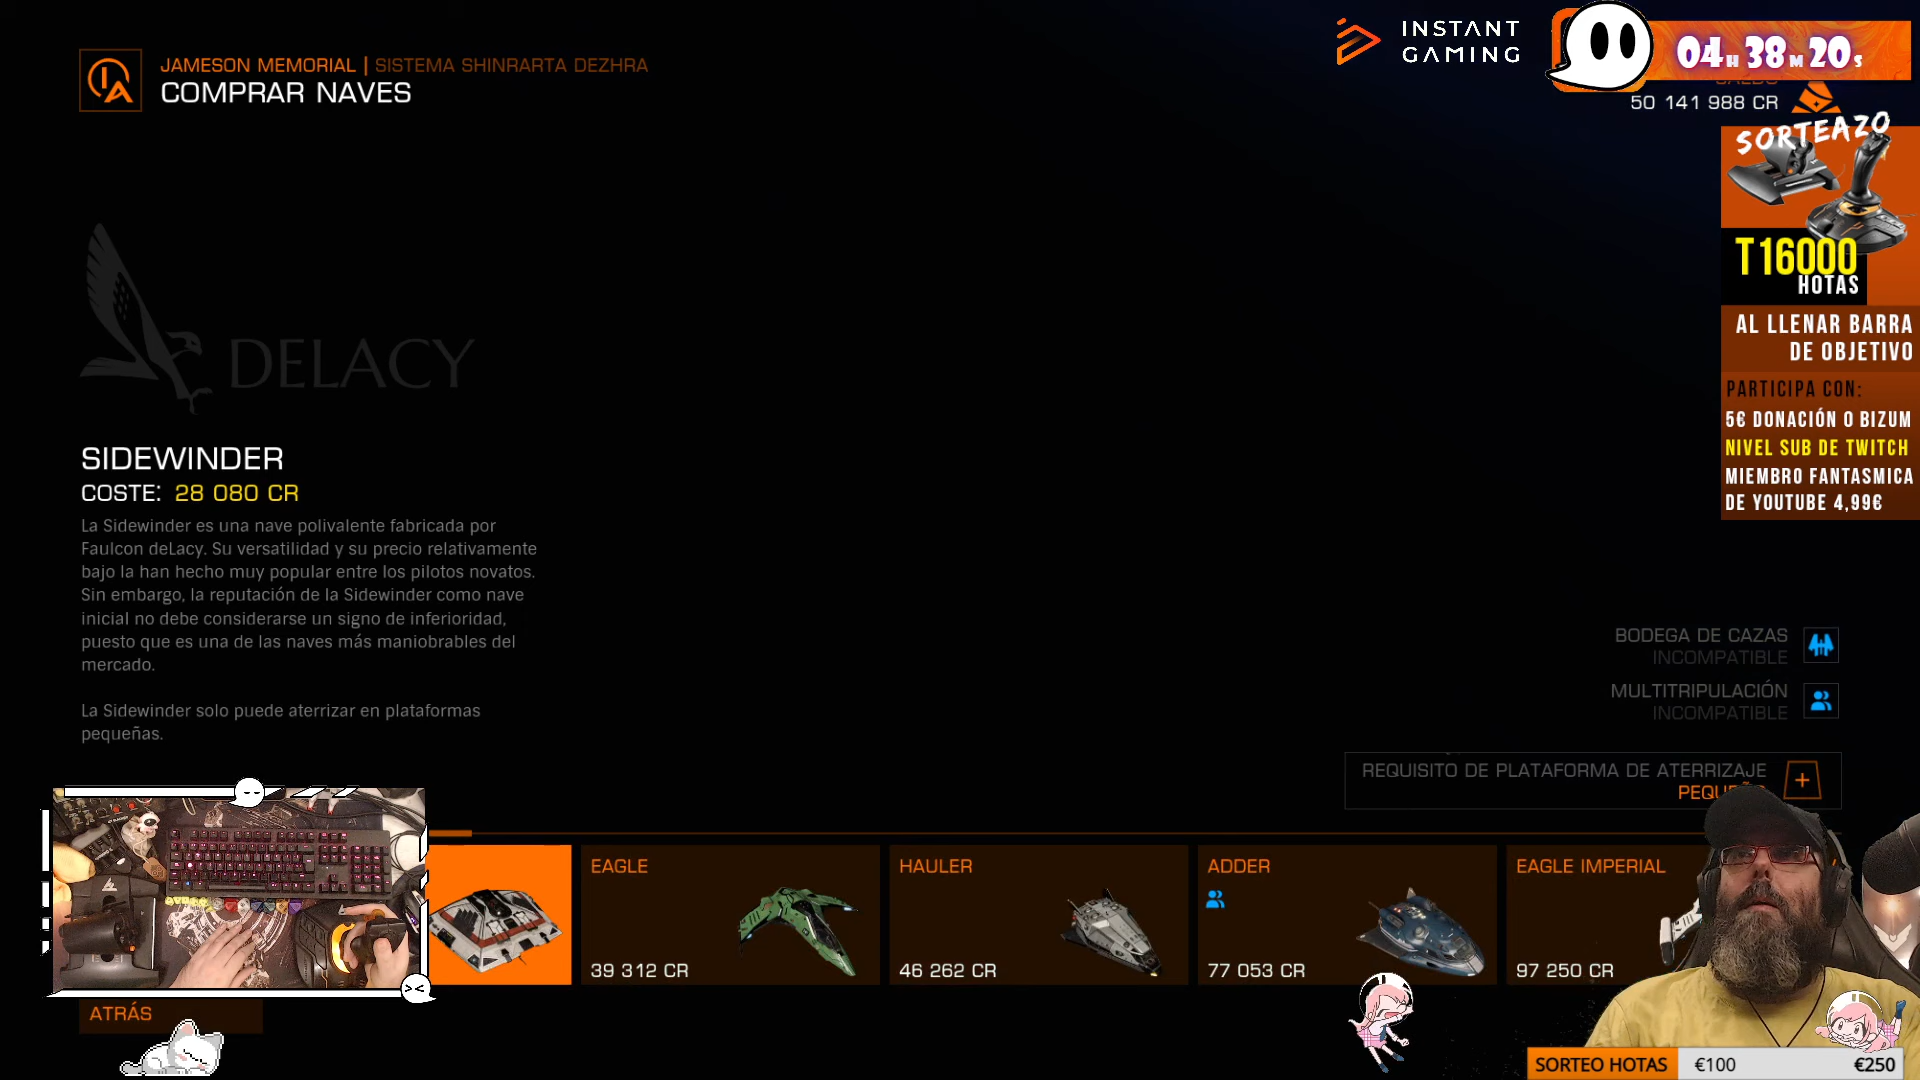 JAMESON MEMORIAL | SISTEMA SHINRARTA DEZHRA
COMPRAR NAVES
INSTANT
GAMING
04H 38M 20S
50 141 988 CR
SORTEAZO
T16000
HOTAS
AL LLENAR BARRA
DE OBJETIVO
PARTICIPA CON:
5€ DONACIÓN O BIZUM
NIVEL SUB DE TWITCH
MIEMBRO FANTASMICA
DE YOUTUBE 4,99€
DELACY
SIDEWINDER
COSTE: 28 080 CR
La Sidewinder es una nave polivalente fabricada por
Faulcon deLacy. Su versatilidad y su precio relativamente
bajo la han hecho muy popular entre los pilotos novatos.
Sin embargo, la reputación de la Sidewinder como nave
inicial no debe considerarse un signo de inferioridad,
puesto que es una de las naves más maniobrables del
mercado.
La Sidewinder solo puede aterrizar en plataformas
pequeñas.
BODEGA DE CAZAS
INCOMPATIBLE
MULTITRIPULACIÓN
INCOMPATIBLE
REQUISITO DE PLATAFORMA DE ATERRIZAJE
EAGLE
39 312 CR
HAULER
46 262 CR
ADDER
77 053 CR
EAGLE IMPERIAL
97 250 CR
ATRÁS
SORTEO HOTAS €100 €250